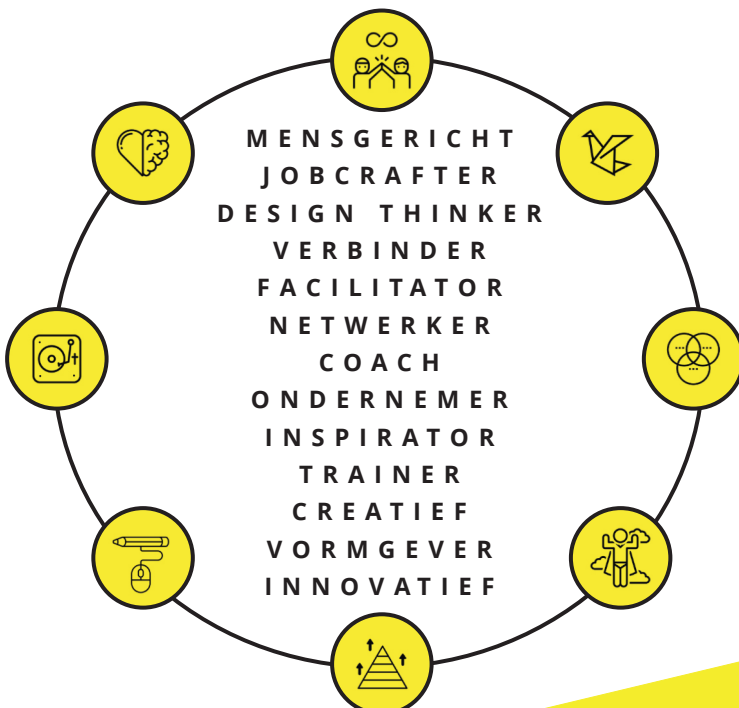 MENSGERICHT
JOBCRAFTER
DESIGN THINKER
VERBINDER
FACILITATOR
NETWERKER
COACH
ONDERNEMER
INSPIRATOR
TRAINER
CREATIEF
VORMGEVER
INNOVATIEF